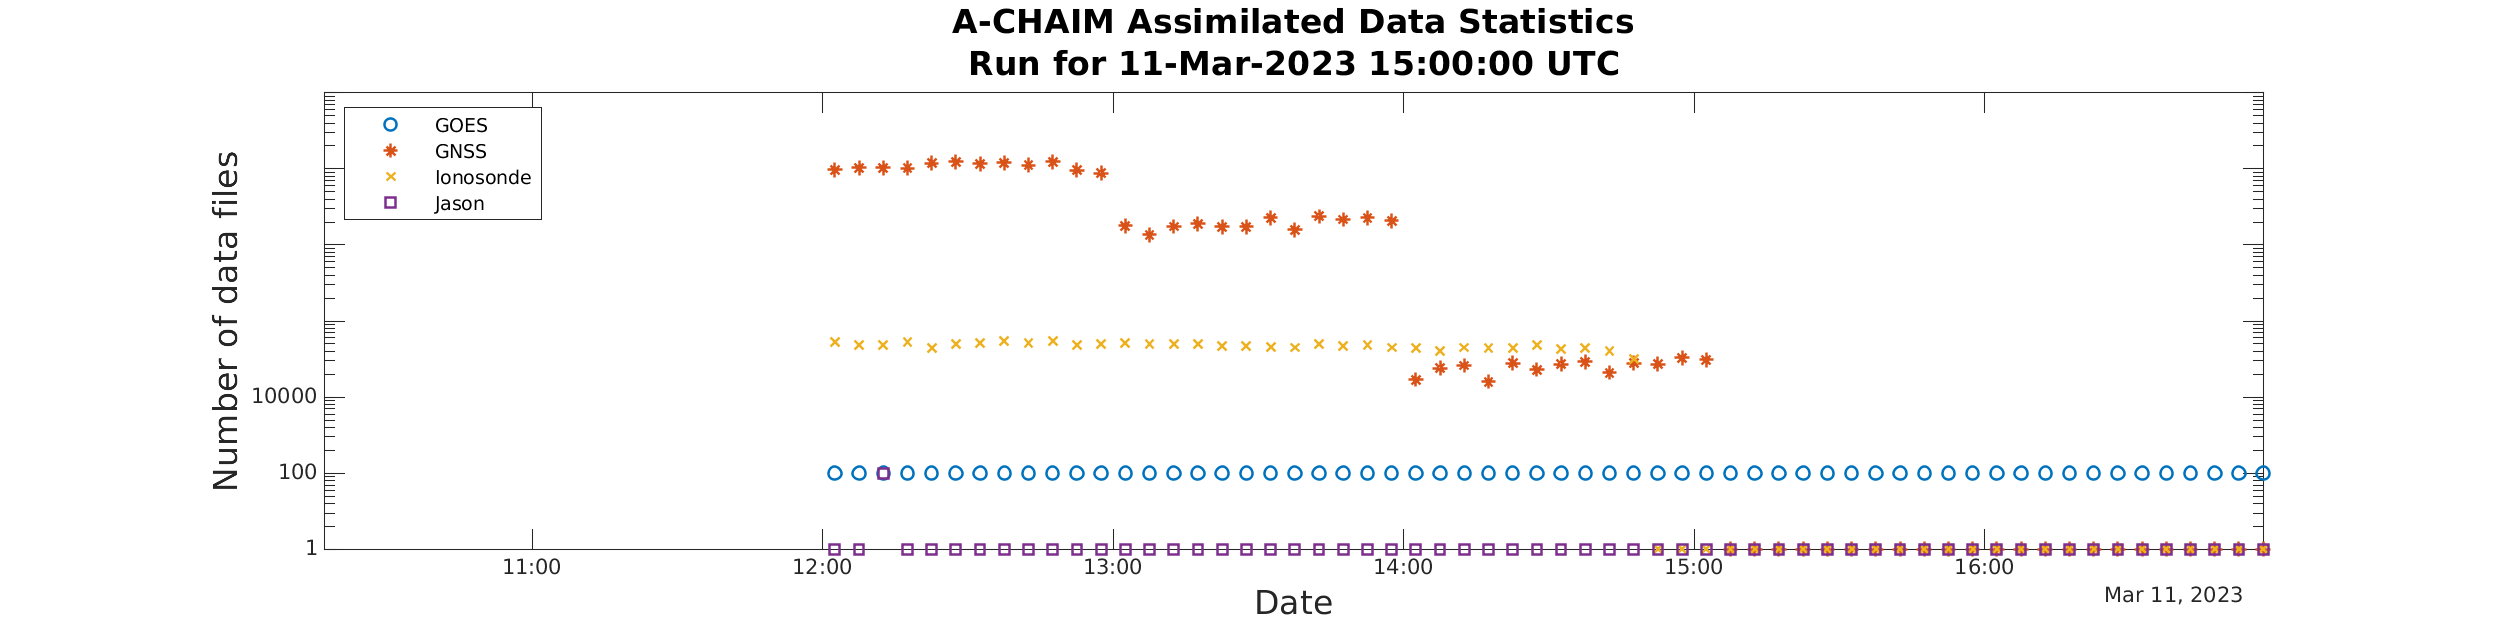 A-CHAIM Assimilated Data Statistics
Run for 11-Mar-2023 15:00:00 UTC
GOES
GNSS
Ionosonde
Jason
Number of data files
10000
100
1
11:00
12:00
13:00
14:00
15:00
16:00
Mar 11, 2023
Date